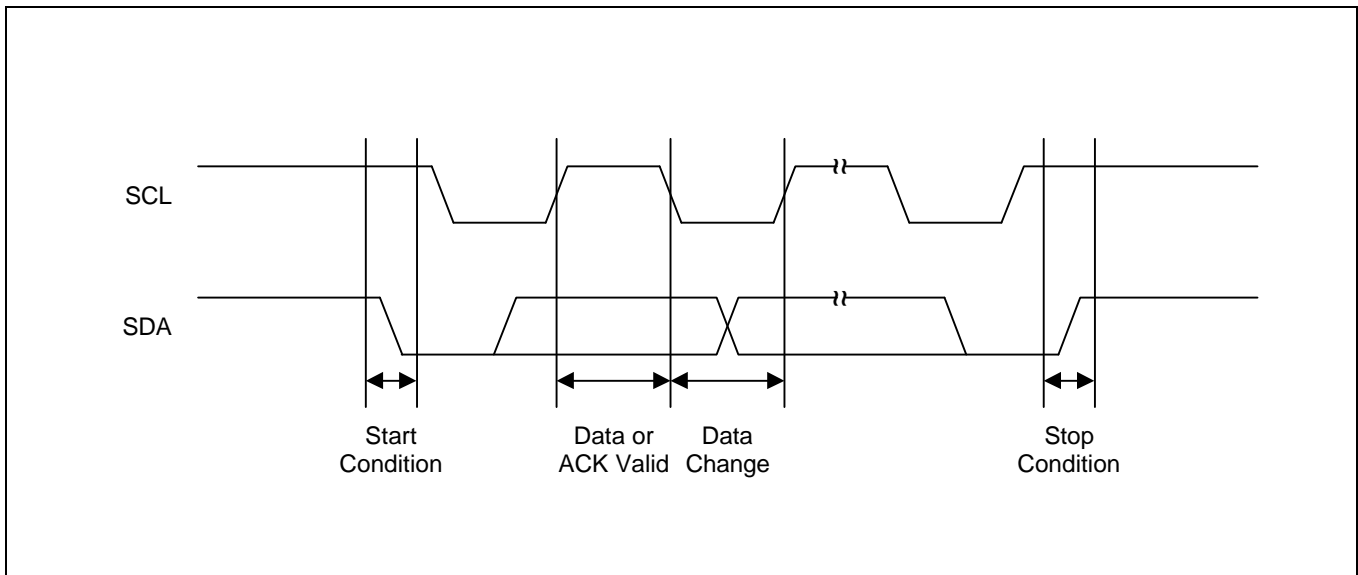 SCL
SDA
Start
Condition
Data or
ACK Valid
Data
Change
Stop
Condition